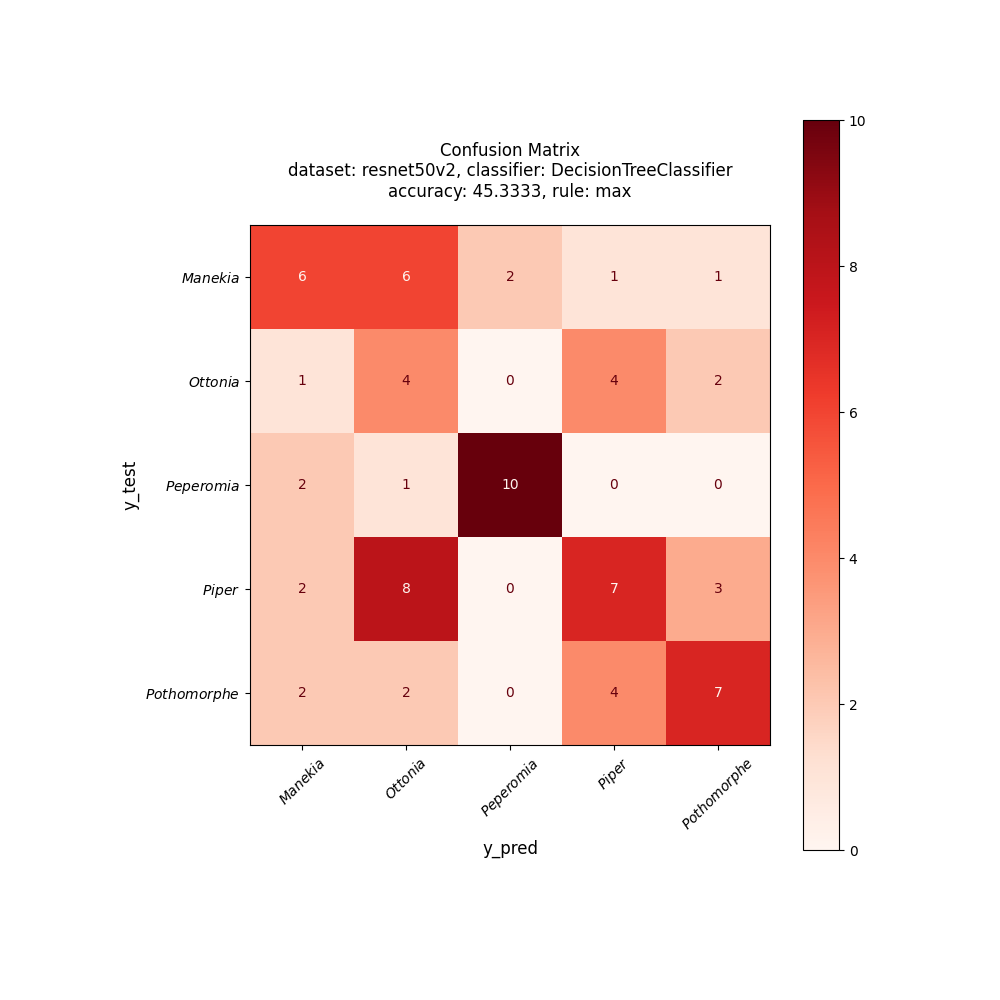 Confusion Matrix
dataset: resnet50v2, classifier: DecisionTreeClassifier
accuracy: 45.3333, rule: max
10
8
6
4
2
0
y_test
Manekia 6 6 2 1 1
Ottonia 1 4 0 4 2
Peperomia 2 1 10 0 0
Piper 2 8 0 7 3
Pothomorphe 2 2 0 4 7
Manekia Ottonia Peperomia Piper Pothomorphe
y_pred